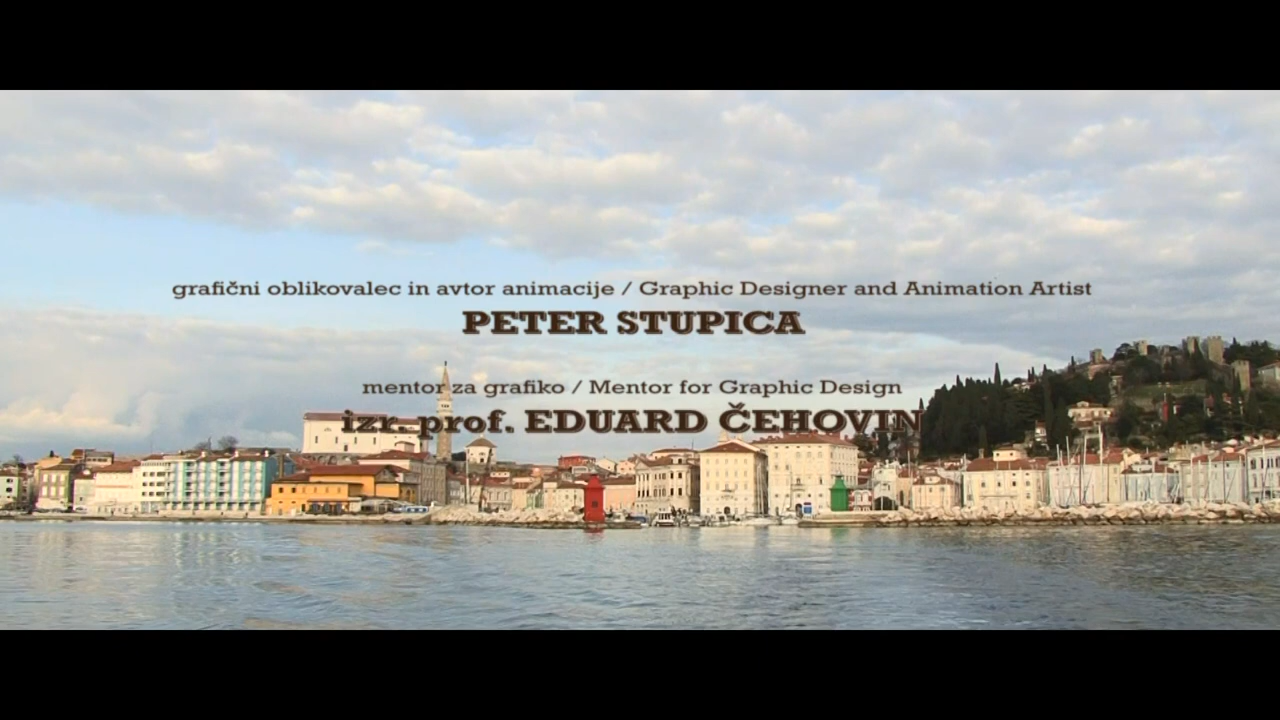 grafični oblikovalec in avtor animacije / Graphic Designer and Animation Artist
PETER STUPICA
mentor za grafiko / Mentor for Graphic Design
izr. prof. EDUARD ČEHOVIN